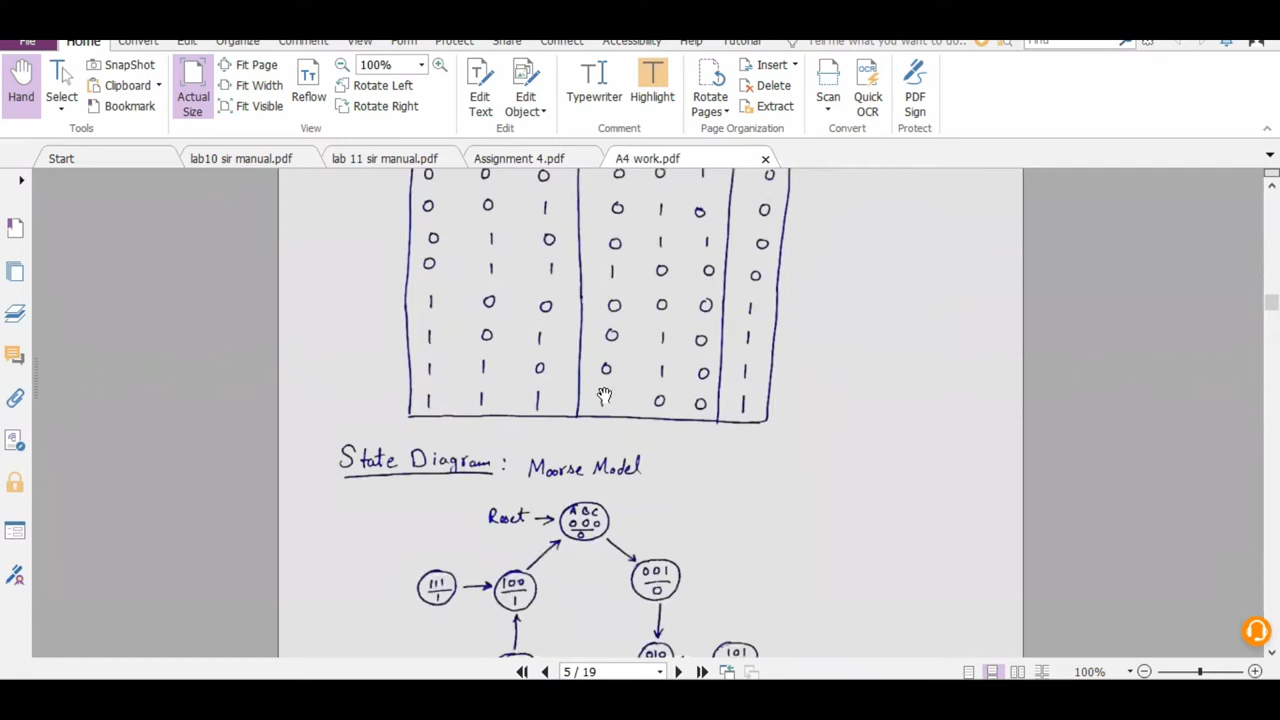 File Home Convert Edit Organize Comment View Form Protect Share Connect Accessibility Help Tutorial Tell me what you want to do.. Find
Hand
Select
SnapShot
Clipboard
Bookmark
Tools
Actual Size
Fit Page
Fit Width
Fit Visible
Reflow
100%
Rotate Left
Rotate Right
View
Edit Text
Edit Object
Edit
Typewriter
Highlight
Comment
Rotate Pages
Insert
Delete
Extract
Page Organization
Scan
Quick OCR
Convert
PDF Sign
Protect
Start
lab10 sir manual.pdf
lab 11 sir manual.pdf
Assignment 4.pdf
A4 work.pdf
0 0 0 0 0 1 0
0 0 1 0 1 0 0
0 1 0 0 1 1 0
0 1 1 1 0 0 0
1 0 0 0 0 0 1
1 0 1 0 1 0 1
1 1 0 0 1 0 1
1 1 1 0 0 1
State Diagram : Moorse Model
Reset
A B C
0 0 0
0
111
1
100
1
001
0
010
101
5 / 19
100%